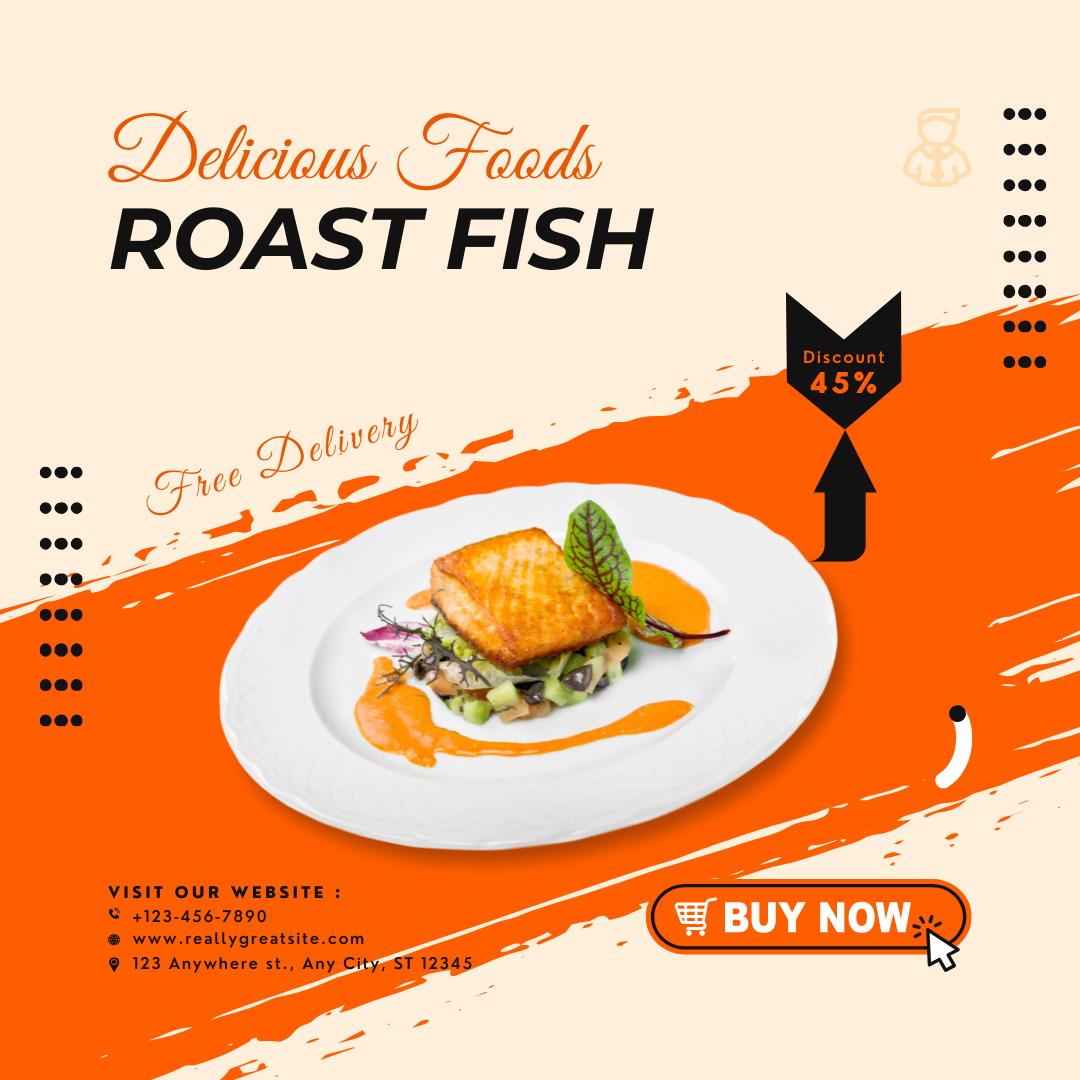 Delicious Foods
ROAST FISH
Discount
45%
Free Delivery
VISIT OUR WEBSITE :
+123-456-7890
www.reallygreatsite.com
123 Anywhere st., Any City, ST 12345
BUY NOW